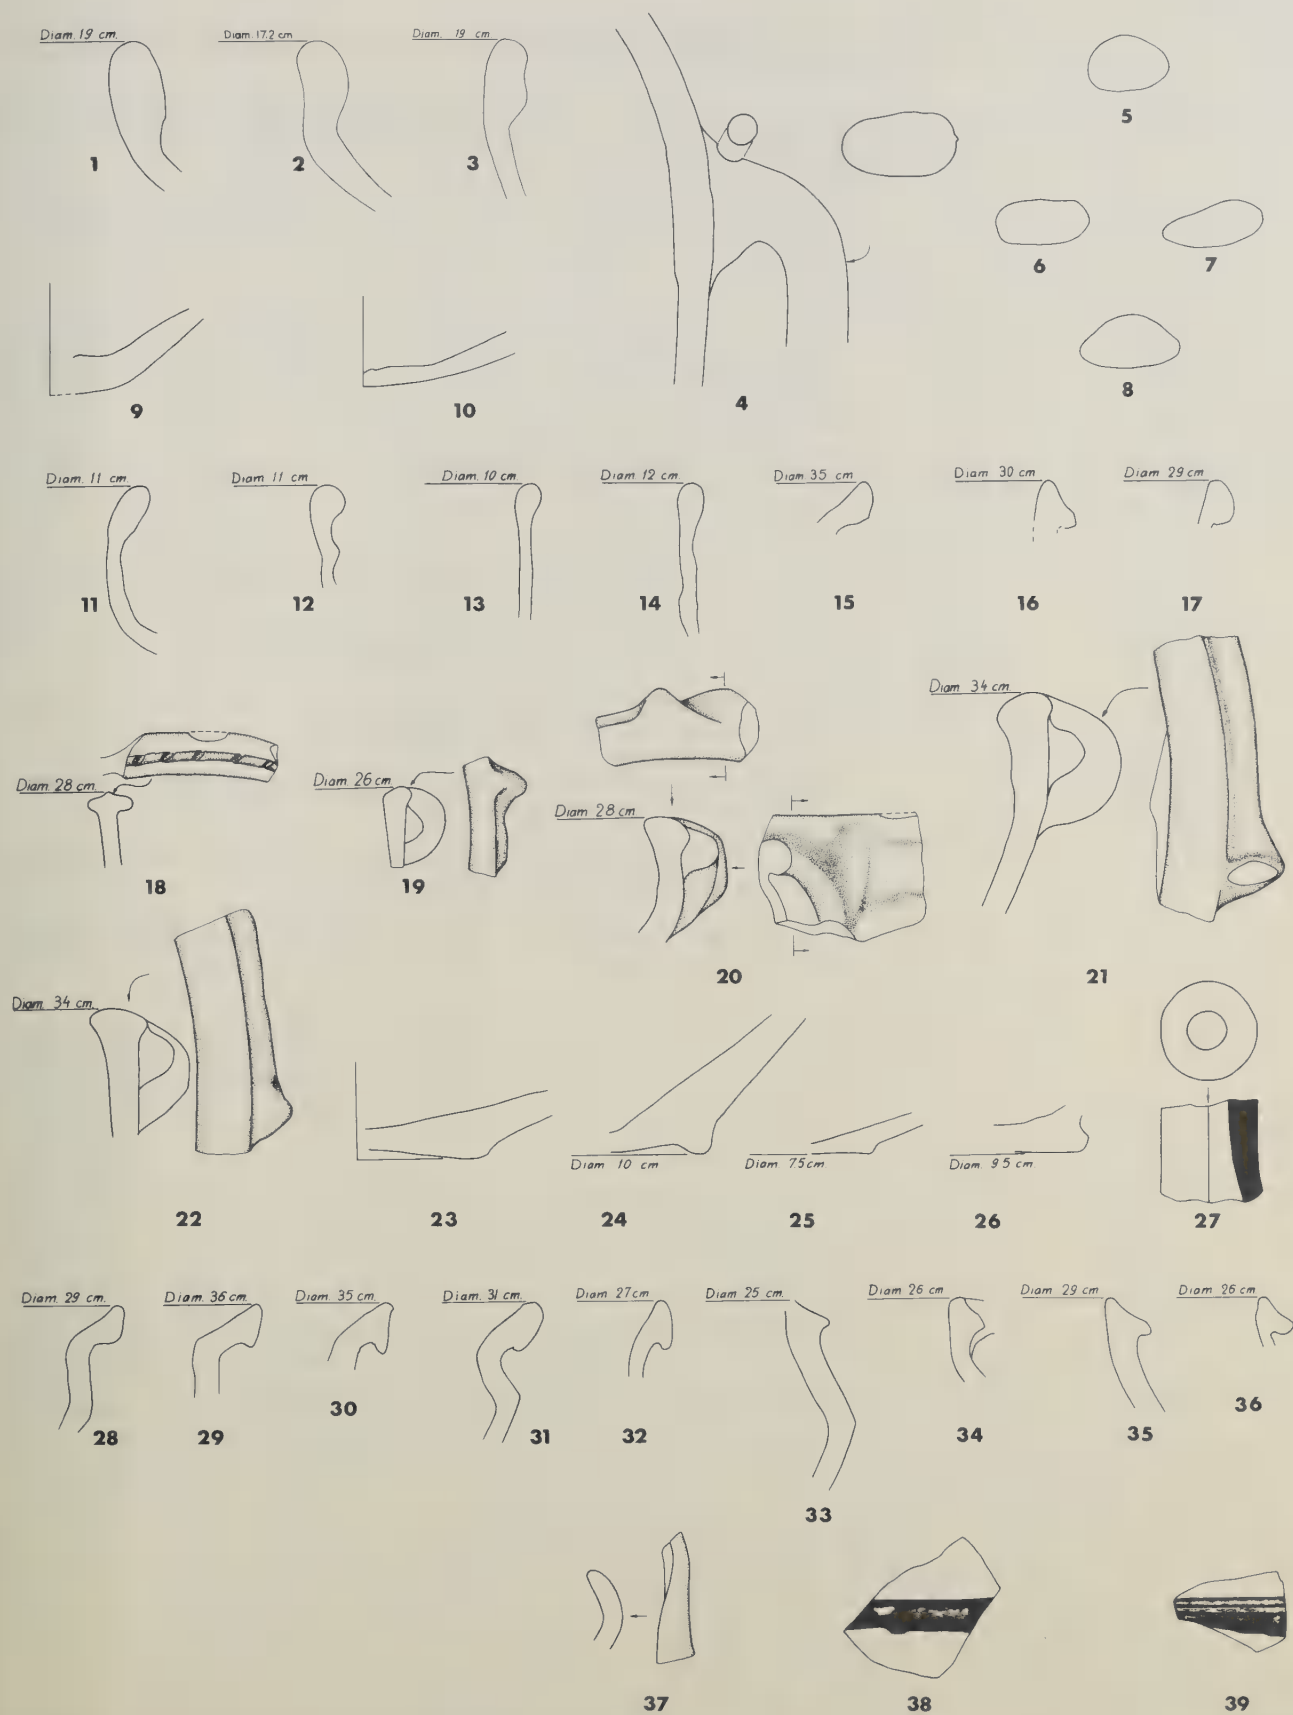 Diam. 19 cm.
Diam. 17.2 cm
Diam. 19 cm.
1
2
3
4
5
6
7
8
9
10
Diam. 11 cm.
Diam. 11 cm
Diam. 10 cm
Diam. 12 cm.
Diam. 35 cm.
Diam. 30 cm
Diam. 29 cm
11
12
13
14
15
16
17
Diam. 28 cm.
18
Diam. 26 cm.
19
Diam 28 cm
20
Diam 34 cm
21
Diam. 34 cm.
22
23
Diam 10 cm
24
Diam. 7.5 cm.
25
Diam. 9.5 cm.
26
27
Diam. 29 cm.
Diam. 36 cm.
Diam. 35 cm.
Diam. 31 cm.
Diam 27 cm
Diam 25 cm.
Diam 26 cm
Diam. 29 cm
Diam 26 cm
28
29
30
31
32
33
34
35
36
37
38
39